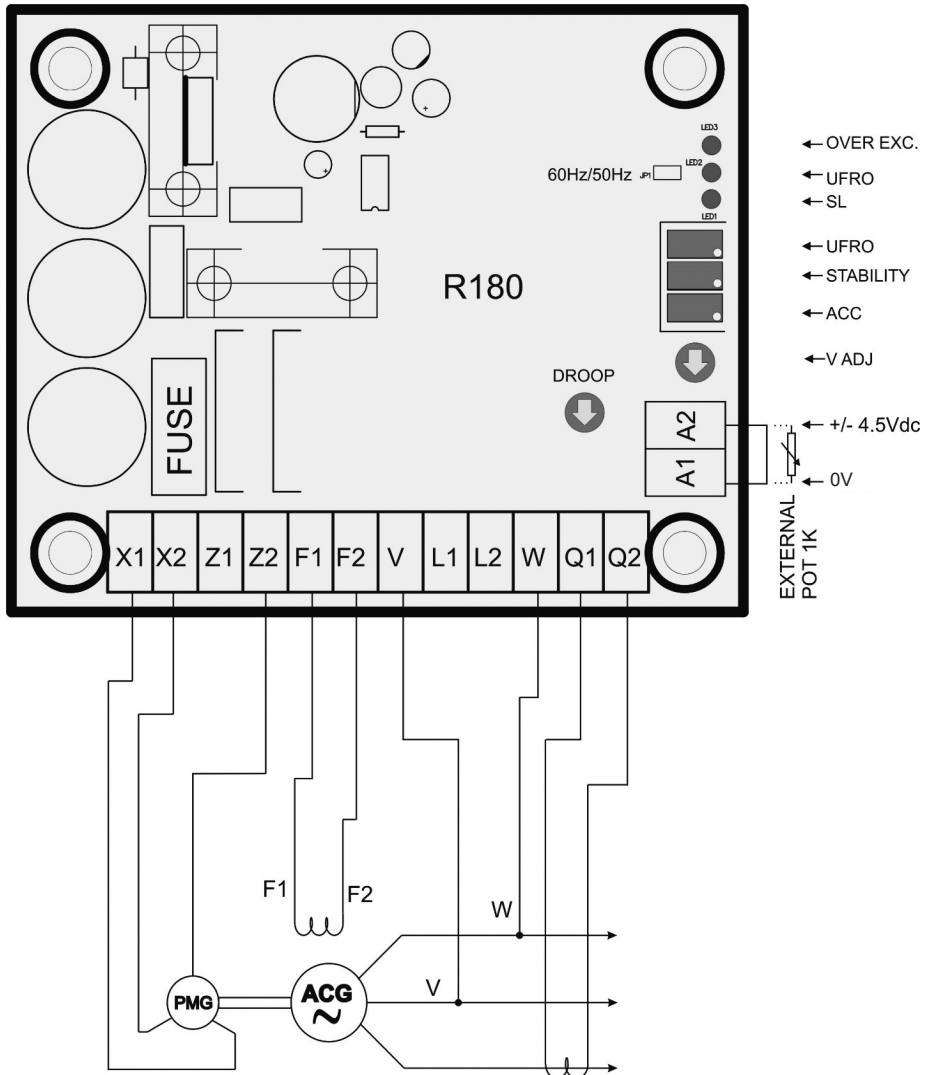 LED3
OVER EXC.
60Hz/50Hz
JP1
LED2
UFRO
SL
LED1
UFRO
R180
STABILITY
ACC
V ADJ
DROOP
FUSE
A2
+/- 4.5Vdc
A1
0V
EXTERNAL
POT 1K
X1 X2 Z1 Z2 F1 F2 V L1 L2 W Q1 Q2
F1 F2
W
V
PMG
ACG
~
+
+
+